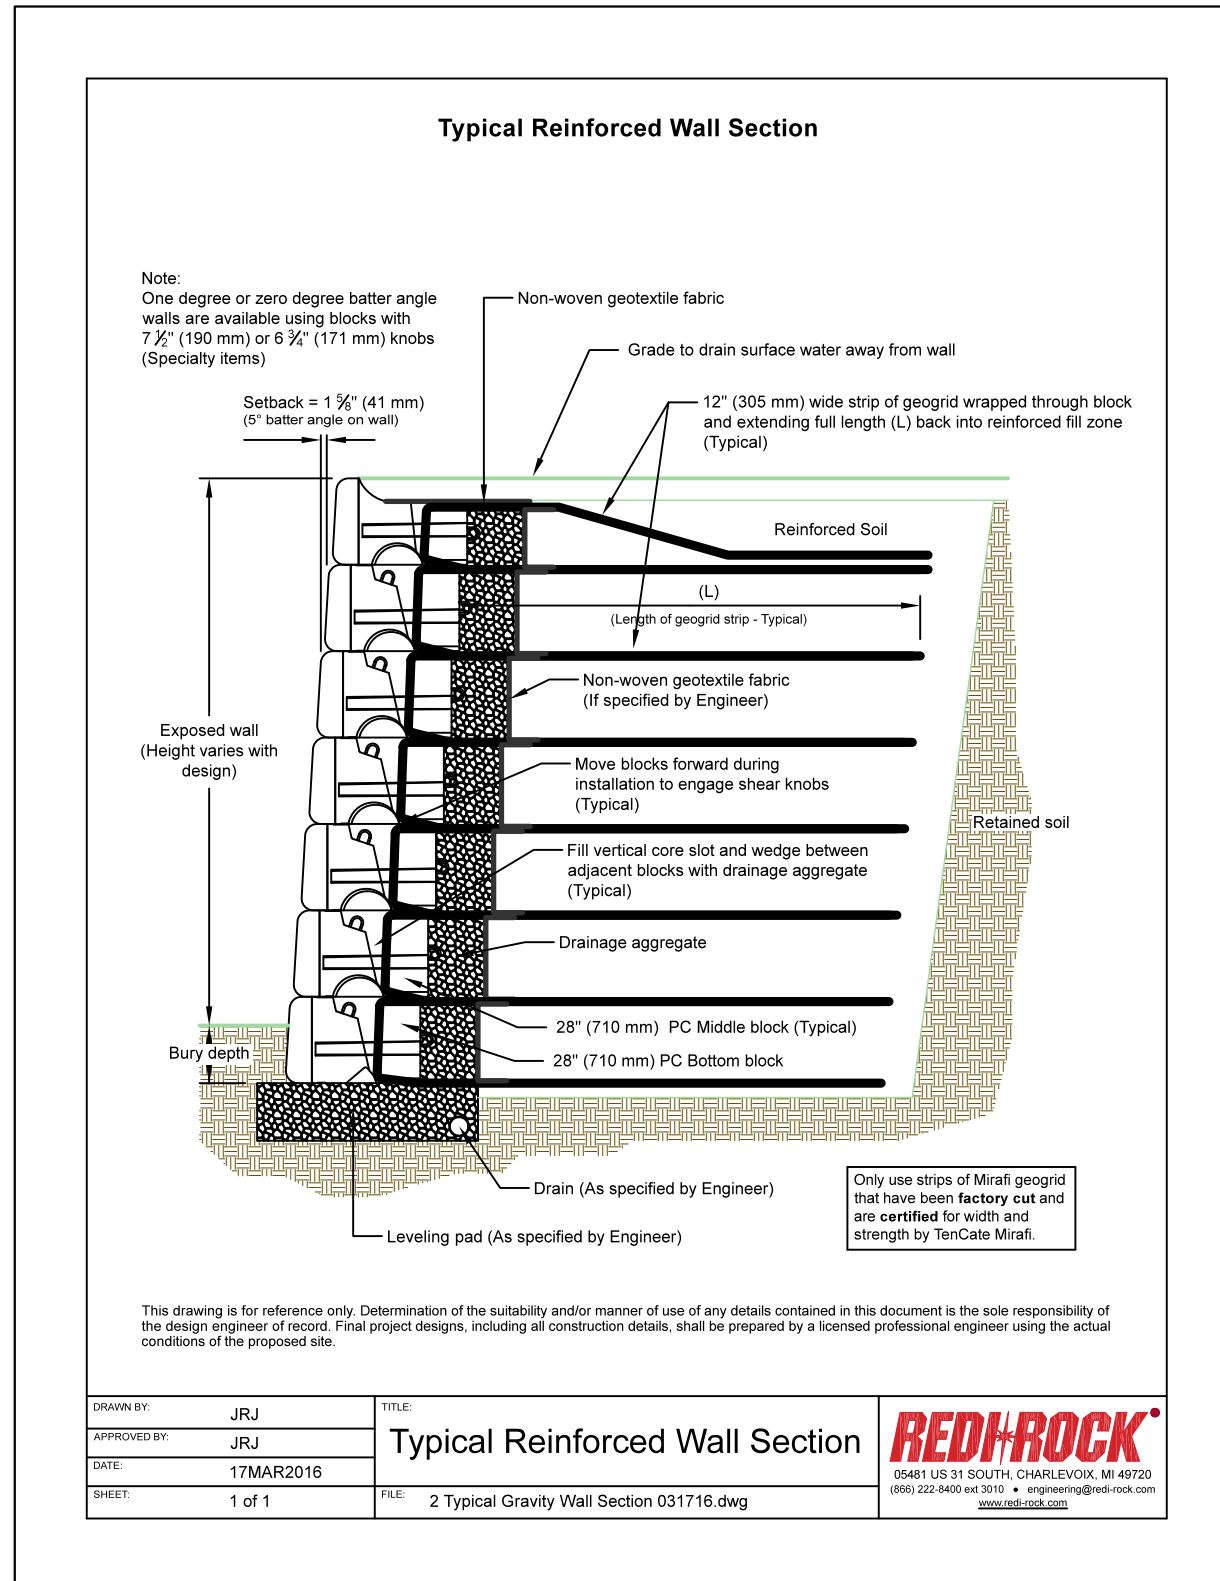 Typical Reinforced Wall Section
Note:
One degree or zero degree batter angle
walls are available using blocks with
7 1/2" (190 mm) or 6 3/4" (171 mm) knobs
(Specialty items)
Setback = 1 5/8" (41 mm)
(5° batter angle on wall)
Non-woven geotextile fabric
Grade to drain surface water away from wall
12" (305 mm) wide strip of geogrid wrapped through block
and extending full length (L) back into reinforced fill zone
(Typical)
Reinforced Soil
(L)
(Length of geogrid strip - Typical)
Non-woven geotextile fabric
(If specified by Engineer)
Exposed wall
(Height varies with
design)
Move blocks forward during
installation to engage shear knobs
(Typical)
Retained soil
Fill vertical core slot and wedge between
adjacent blocks with drainage aggregate
(Typical)
Drainage aggregate
28" (710 mm) PC Middle block (Typical)
Bury depth
28" (710 mm) PC Bottom block
Drain (As specified by Engineer)
Leveling pad (As specified by Engineer)
Only use strips of Mirafi geogrid
that have been factory cut and
are certified for width and
strength by TenCate Mirafi.
This drawing is for reference only. Determination of the suitability and/or manner of use of any details contained in this document is the sole responsibility of
the design engineer of record. Final project designs, including all construction details, shall be prepared by a licensed professional engineer using the actual
conditions of the proposed site.
DRAWN BY: JRJ
APPROVED BY: JRJ
DATE: 17MAR2016
SHEET: 1 of 1
TITLE:
Typical Reinforced Wall Section
FILE: 2 Typical Gravity Wall Section 031716.dwg
REDI-ROCK
05481 US 31 SOUTH, CHARLEVOIX, MI 49720
(866) 222-8400 ext 3010 • engineering@redi-rock.com
www.redi-rock.com